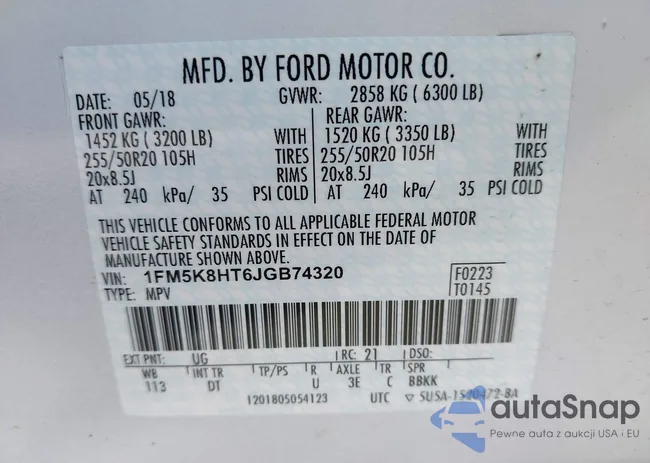 MFD. BY FORD MOTOR CO.
DATE: 05/18 GVWR: 2858 KG ( 6300 LB)
FRONT GAWR: REAR GAWR:
1452 KG ( 3200 LB) WITH 1520 KG ( 3350 LB) WITH
255/50R20 105H TIRES 255/50R20 105H TIRES
20x8.5J RIMS 20x8.5J RIMS
AT 240 kPa/ 35 PSI COLD AT 240 kPa/ 35 PSI COLD
THIS VEHICLE CONFORMS TO ALL APPLICABLE FEDERAL MOTOR
VEHICLE SAFETY STANDARDS IN EFFECT ON THE DATE OF
MANUFACTURE SHOWN ABOVE.
VIN: 1FM5K8HT6JGB74320 F0223
TYPE: MPV T0145
EXT PNT: UG RC: 21 DSO:
WB INT TR TP/PS R AXLE TR SPR
113 DT U 3E C BBKK
1201805054123 UTC ▽ 5USA-1520472-BA
autaSnap
Pewne auta z aukcji USA i EU